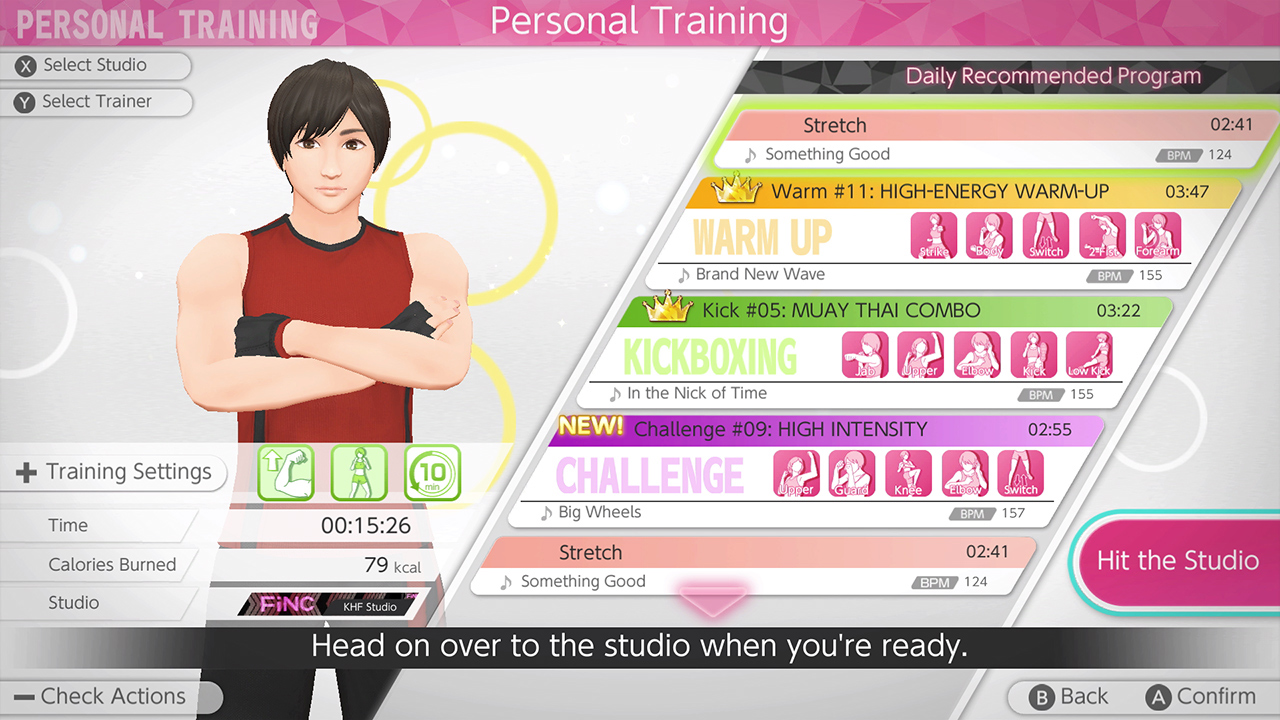 PERSONAL TRAINING
Personal Training
X Select Studio
Y Select Trainer
Daily Recommended Program
Stretch 02:41
Something Good BPM 124
Warm #11: HIGH-ENERGY WARM-UP 03:47
WARM UP
Strike Body Switch 2-Fist Forearm
Brand New Wave BPM 155
Kick #05: MUAY THAI COMBO 03:22
KICKBOXING
Jab Upper Elbow Kick Low Kick
In the Nick of Time BPM 155
NEW! Challenge #09: HIGH INTENSITY 02:55
CHALLENGE
Upper Guard Knee Elbow Switch
Big Wheels BPM 157
Stretch 02:41
Something Good BPM 124
Training Settings
10 min
Time 00:15:26
Calories Burned 79 kcal
Studio FiNC KHF Studio
Hit the Studio
Head on over to the studio when you're ready.
Check Actions
B Back A Confirm